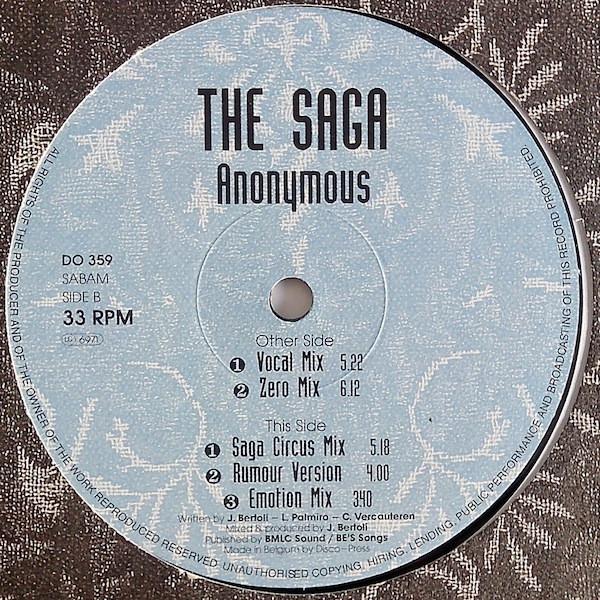 THE SAGA
Anonymous
DO 359
SABAM
SIDE B
33 RPM
6971
Other Side
1 Vocal Mix 5.22
2 Zero Mix 6.12
This Side
1 Saga Circus Mix 5.18
2 Rumour Version 4.00
3 Emotion Mix 3.40
Written by J. Bertoli – L. Palmiro – C. Vercauteren
Mixed & produced by J. Bertoli
Published by BMLC Sound / BE'S Songs
Made in Belgium by Disco-Press
ALL RIGHTS OF THE PRODUCER AND OF THE OWNER OF THE WORK REPRODUCED RESERVED. UNAUTHORISED COPYING, HIRING, LENDING, PUBLIC PERFORMANCE AND BROADCASTING OF THIS RECORD PROHIBITED.